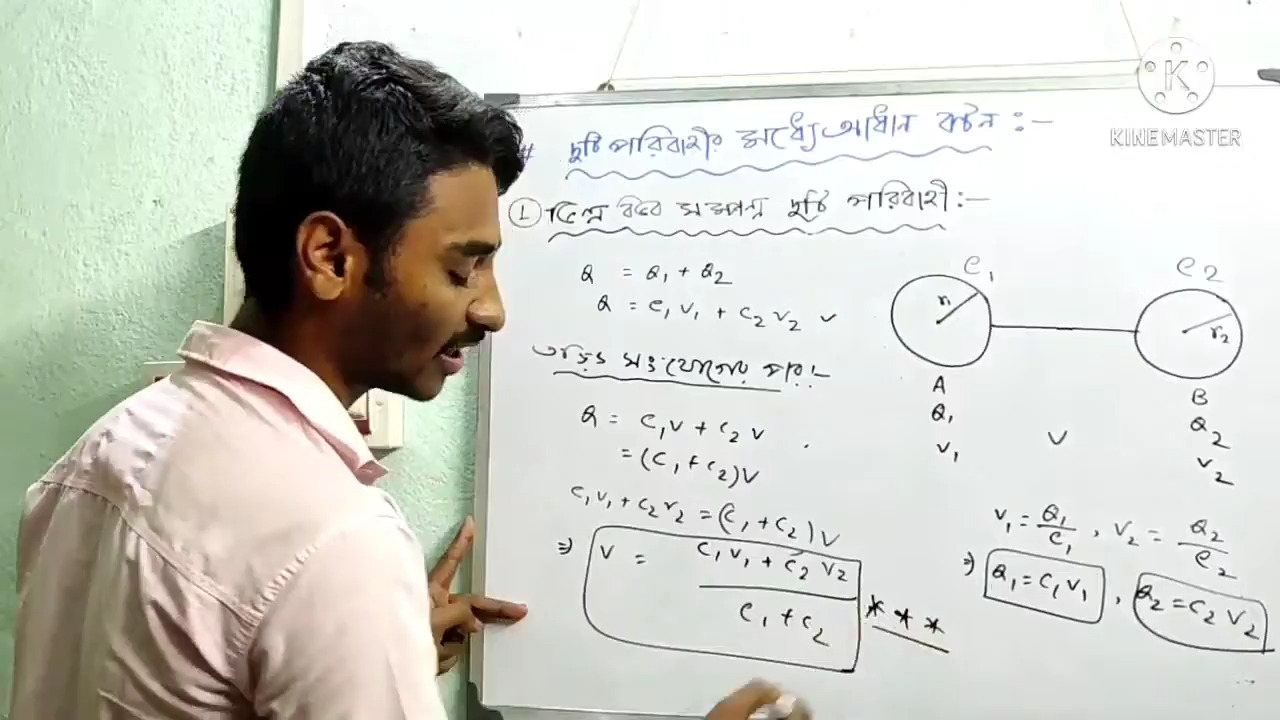 # দুটি পরিবাহীর মধ্যে আধান বন্টন :-
① ভিন্ন বিভব সম্পন্ন দুটি পরিবাহী :-
Q = Q₁ + Q₂
Q = C₁V₁ + C₂V₂
তড়িৎ সংযোগের পর :-
Q = C₁V + C₂V
= (C₁ + C₂)V
C₁V₁ + C₂V₂ = (C₁ + C₂)V
⇒ V = (C₁V₁ + C₂V₂) / (C₁ + C₂) ***
C₁ C₂
r₁ r₂
A B
Q₁ Q₂
V₁ V V₂
V₁ = Q₁/C₁ , V₂ = Q₂/C₂
⇒ Q₁ = C₁V₁ , Q₂ = C₂V₂
K
KINEMASTER